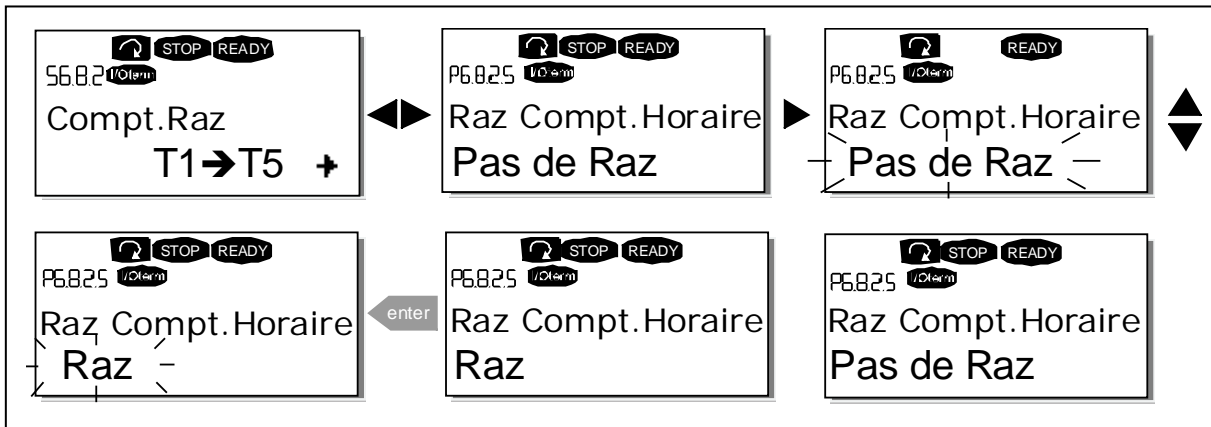 STOP READY
S6.8.2 I/Oterm
Compt.Raz
T1➔T5
STOP READY
P6.8.2.5 I/Oterm
Raz Compt.Horaire
Pas de Raz
READY
P6.8.2.5 I/Oterm
Raz Compt.Horaire
Pas de Raz
STOP READY
P6.8.2.5 I/Oterm
Raz Compt.Horaire
Raz
enter
STOP READY
P6.8.2.5 I/Oterm
Raz Compt.Horaire
Raz
STOP READY
P6.8.2.5 I/Oterm
Raz Compt.Horaire
Pas de Raz